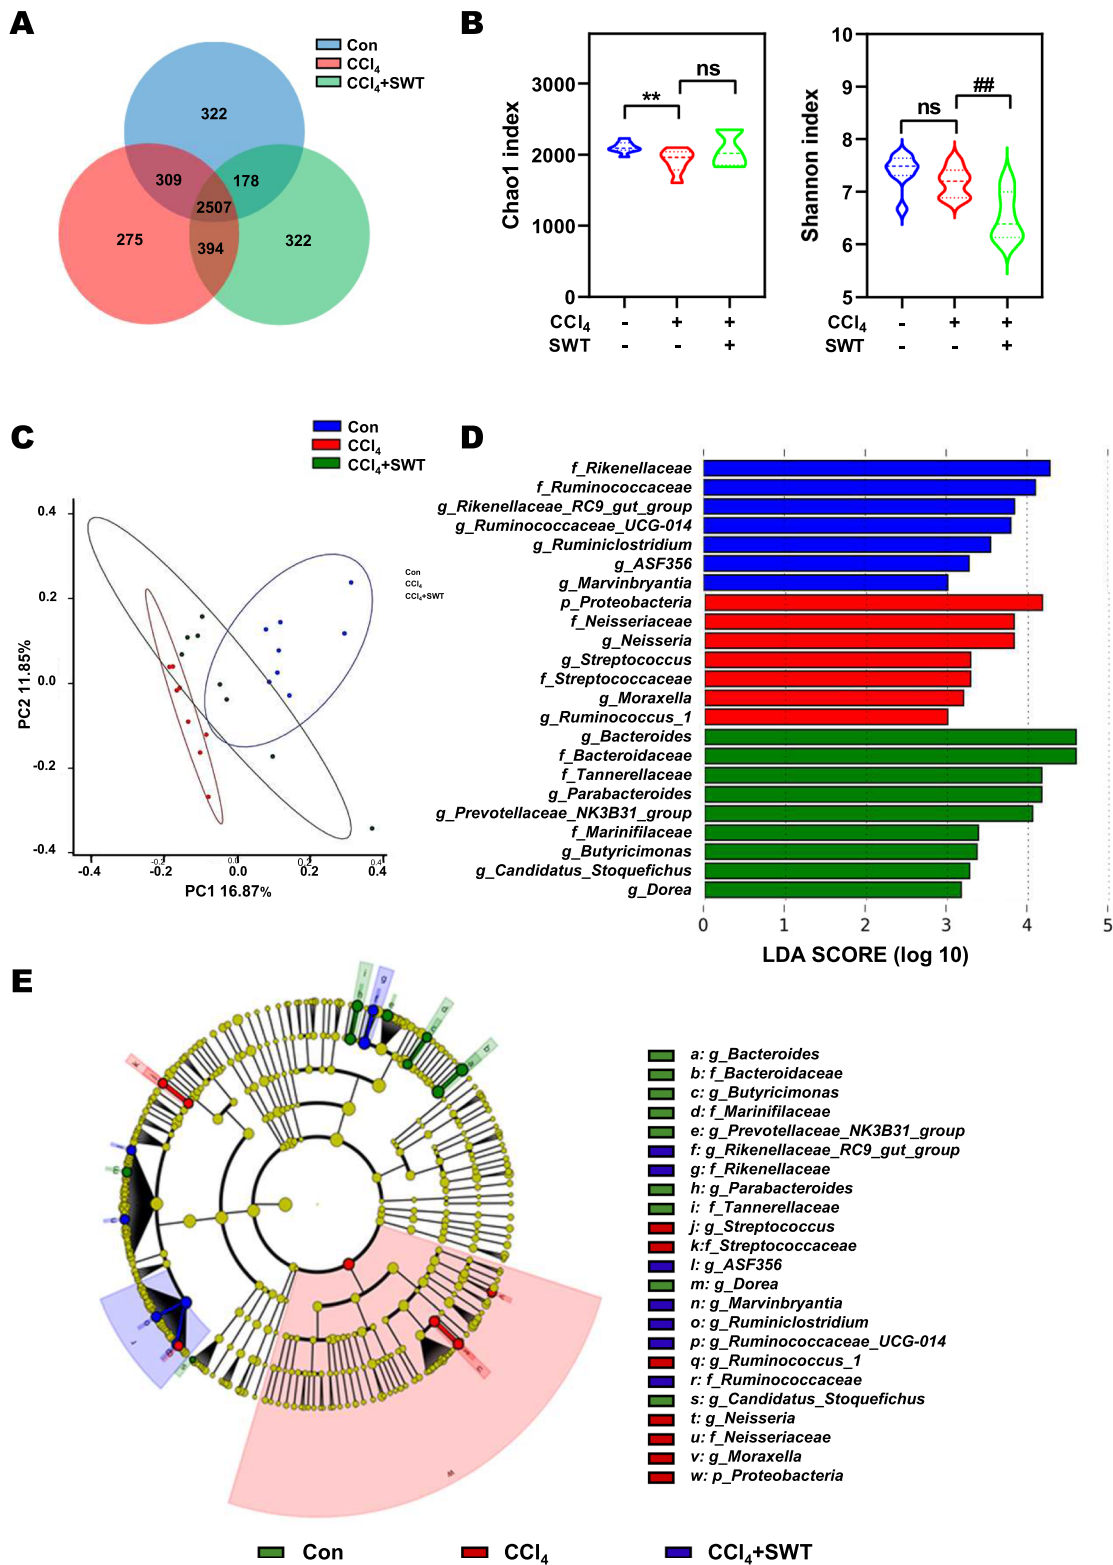 A
Con
CCl4
CCl4+SWT
322
309
178
2507
275
394
322
B
Chao1 index
3000
2000
1000
0
**
ns
CCl4 - + +
SWT - - +
Shannon index
10
9
8
7
6
5
ns
##
CCl4 - + +
SWT - - +
C
Con
CCl4
CCl4+SWT
PC2 11.85%
0.4
0.2
0.0
-0.2
-0.4
Con
CCl4
CCl4+SWT
-0.2 0.2 0.4
-0.4 -0.2 0.0 0.2 0.4
PC1 16.87%
D
f_Rikenellaceae
f_Ruminococcaceae
g_Rikenellaceae_RC9_gut_group
g_Ruminococcaceae_UCG-014
g_Ruminiclostridium
g_ASF356
g_Marvinbryantia
p_Proteobacteria
f_Neisseriaceae
g_Neisseria
g_Streptococcus
f_Streptococcaceae
g_Moraxella
g_Ruminococcus_1
g_Bacteroides
f_Bacteroidaceae
f_Tannerellaceae
g_Parabacteroides
g_Prevotellaceae_NK3B31_group
f_Marinifilaceae
g_Butyricimonas
g_Candidatus_Stoquefichus
g_Dorea
0 1 2 3 4 5
LDA SCORE (log 10)
E
w
a: g_Bacteroides
b: f_Bacteroidaceae
c: g_Butyricimonas
d: f_Marinifilaceae
e: g_Prevotellaceae_NK3B31_group
f: g_Rikenellaceae_RC9_gut_group
g: f_Rikenellaceae
h: g_Parabacteroides
i: f_Tannerellaceae
j: g_Streptococcus
k:f_Streptococcaceae
l: g_ASF356
m: g_Dorea
n: g_Marvinbryantia
o: g_Ruminiclostridium
p: g_Ruminococcaceae_UCG-014
q: g_Ruminococcus_1
r: f_Ruminococcaceae
s: g_Candidatus_Stoquefichus
t: g_Neisseria
u: f_Neisseriaceae
v: g_Moraxella
w: p_Proteobacteria
Con
CCl4
CCl4+SWT